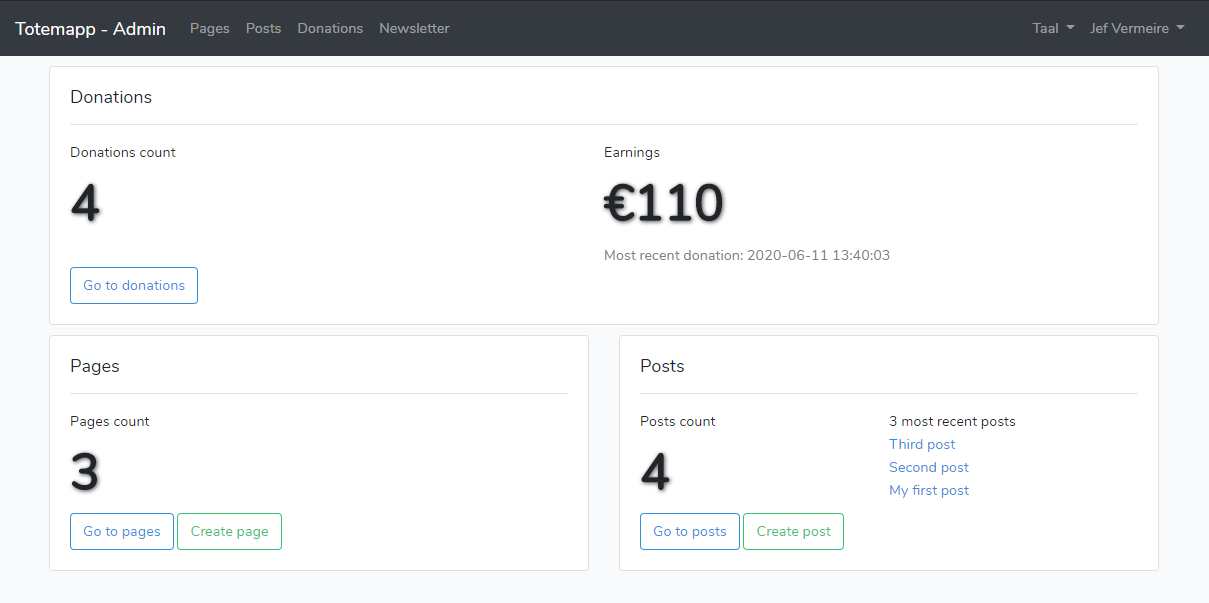 Totemapp - Admin Pages Posts Donations Newsletter Taal Jef Vermeire
Donations
Donations count
4
Go to donations
Earnings
€110
Most recent donation: 2020-06-11 13:40:03
Pages
Pages count
3
Go to pages Create page
Posts
Posts count
4
Go to posts Create post
3 most recent posts
Third post
Second post
My first post